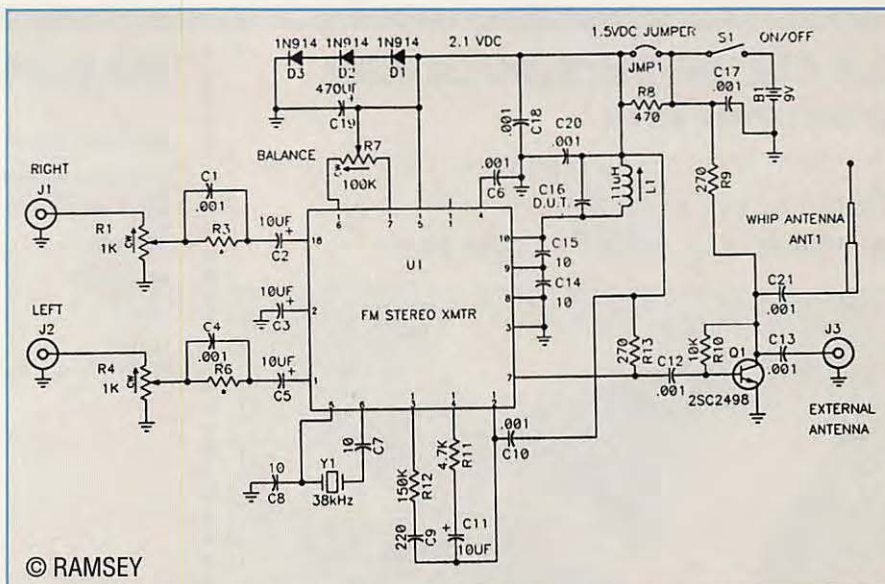 1N914 1N914 1N914
D3 D2 D1
2.1 VDC
1.5VDC JUMPER
JMP1
S1 ON/OFF
470UF
C19
.001
C18
C20
.001
R8
470
C17
.001
B1
9V
BALANCE
R7
100K
CW
.001
C6
C16
D.U.T.
.11uH
L1
270
R9
WHIP ANTENNA
ANT1
RIGHT
J1
R1
1K
CW
C1
.001
R3
10UF
C2
LEFT
J2
R4
1K
CW
C4
.001
R6
10UF
C3
10UF
C5
U1
FM STEREO XMTR
C15
10
C14
10
270
R13
C12
.001
10K
R10
Q1
2SC2498
C21
.001
C13
.001
J3
EXTERNAL
ANTENNA
10
C8
Y1
38kHz
10
C7
150K
R12
220
C9
4.7K
R11
C11
10UF
.001
C10
© RAMSEY